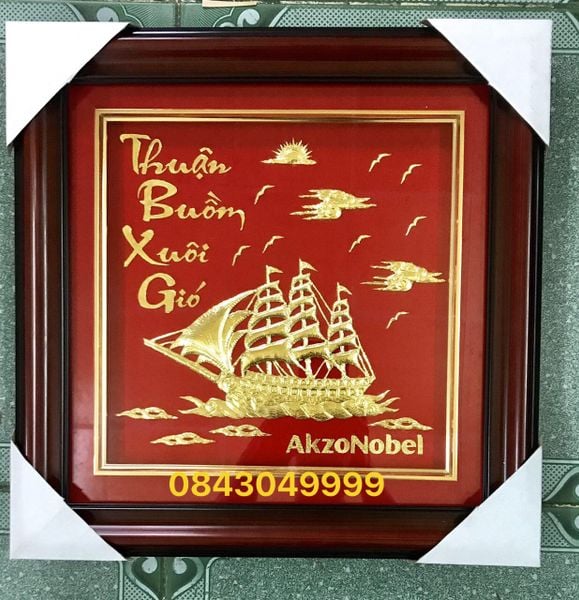 Thuận
Buồm
Xuôi
Gió
AkzoNobel
0843049999